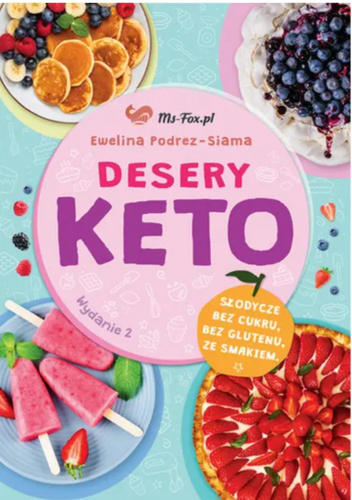 Ms-Fox.pl
Ewelina Podrez-Siama
DESERY
KETO
Wydanie 2
SŁODYCZE
BEZ CUKRU,
BEZ GLUTENU,
ZE SMAKIEM.